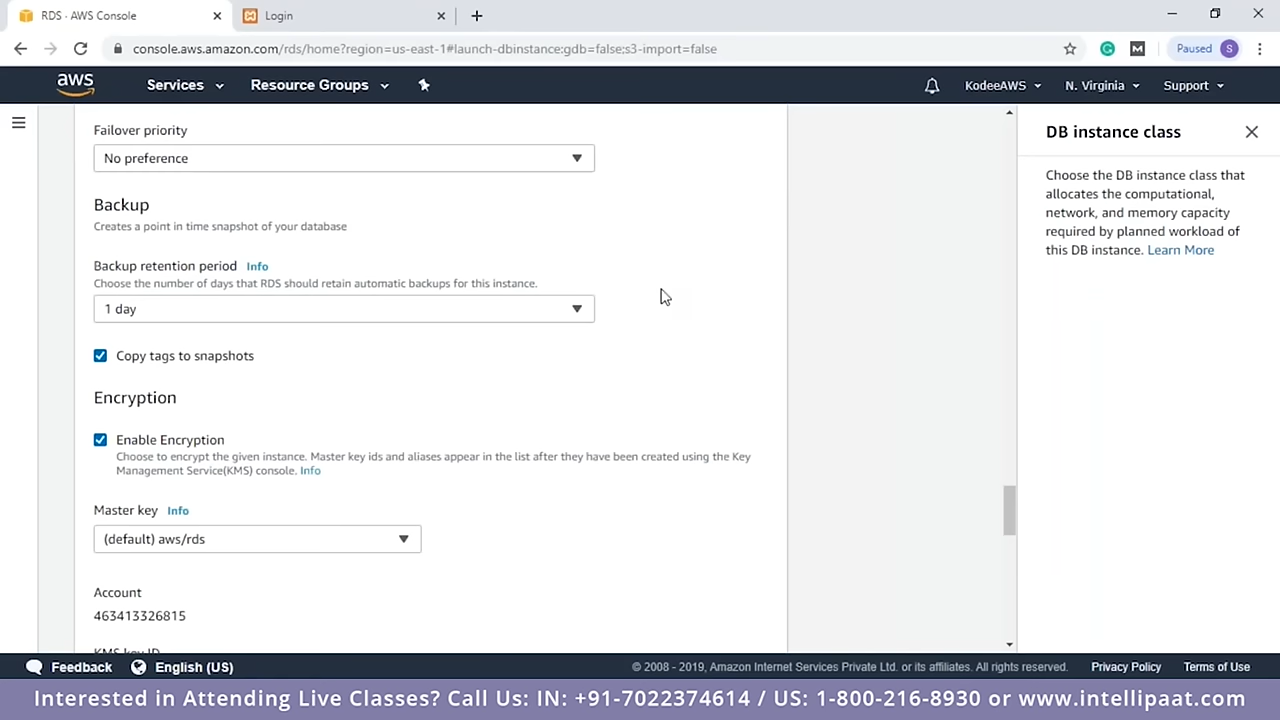 RDS · AWS Console
Login
console.aws.amazon.com/rds/home?region=us-east-1#launch-dbinstance:gdb=false;s3-import=false
Paused S
aws
Services
Resource Groups
KodeeAWS
N. Virginia
Support
Failover priority
No preference
Backup
Creates a point in time snapshot of your database
Backup retention period Info
Choose the number of days that RDS should retain automatic backups for this instance.
1 day
Copy tags to snapshots
Encryption
Enable Encryption
Choose to encrypt the given instance. Master key ids and aliases appear in the list after they have been created using the Key
Management Service(KMS) console. Info
Master key Info
(default) aws/rds
Account
463413326815
KMS key ID
DB instance class
Choose the DB instance class that
allocates the computational,
network, and memory capacity
required by planned workload of
this DB instance. Learn More
Feedback
English (US)
© 2008 - 2019, Amazon Internet Services Private Ltd. or its affiliates. All rights reserved.
Privacy Policy
Terms of Use
Interested in Attending Live Classes? Call Us: IN: +91-7022374614 / US: 1-800-216-8930 or www.intellipaat.com